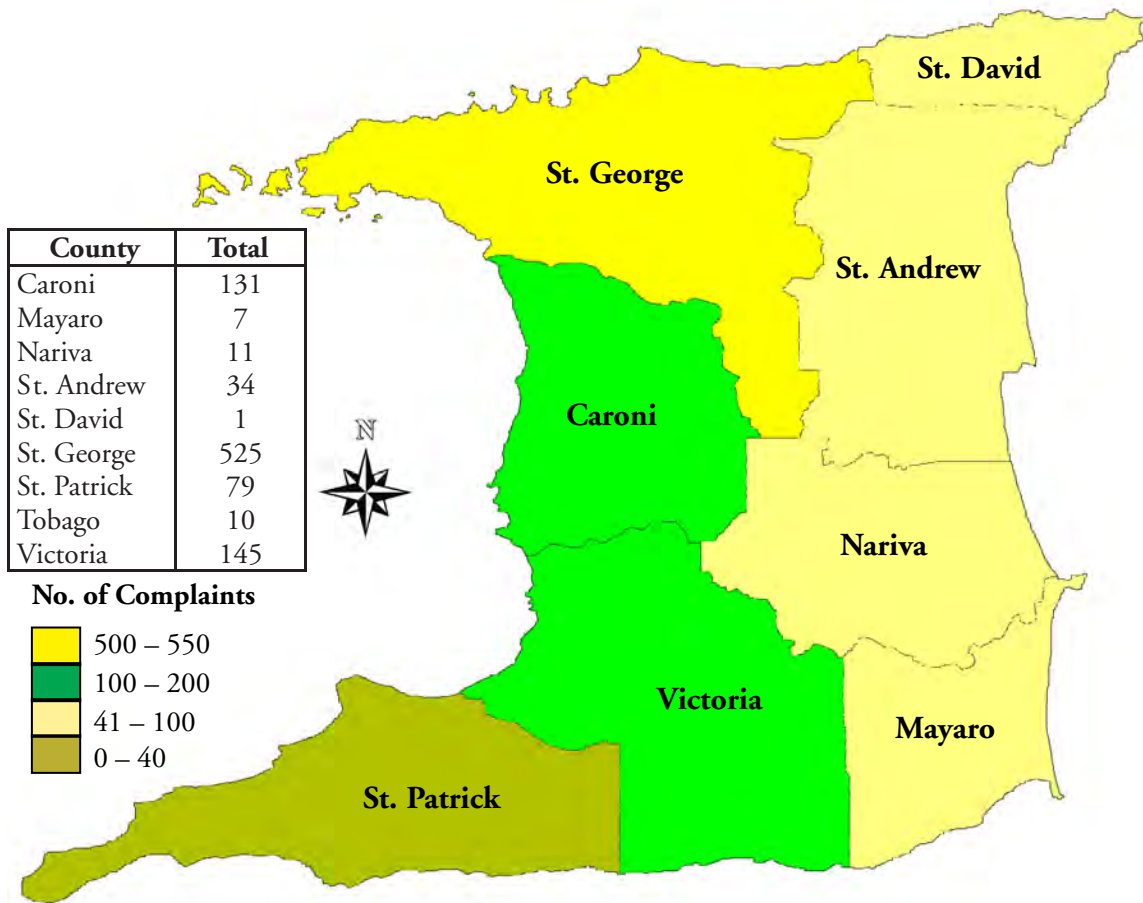 St. David
St. George
St. Andrew
County Total
Caroni 131
Mayaro 7
Nariva 11
St. Andrew 34
St. David 1
St. George 525
St. Patrick 79
Tobago 10
Victoria 145
Caroni
N
Nariva
No. of Complaints
500 – 550
100 – 200
41 – 100
0 – 40
Victoria
Mayaro
St. Patrick